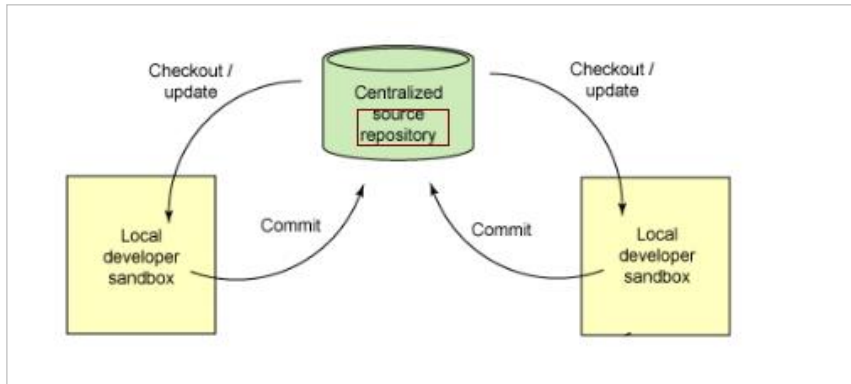 Checkout /
update
Centralized
source
repository
Checkout /
update
Commit
Commit
Local
developer
sandbox
Local
developer
sandbox